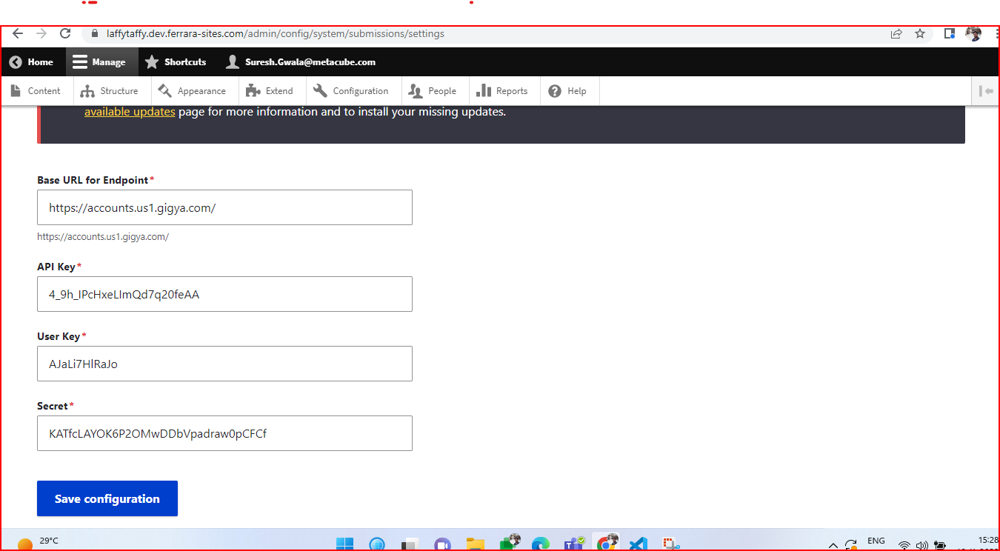 laffytaffy.dev.ferrara-sites.com/admin/config/system/submissions/settings
Home Manage Shortcuts Suresh.Gwala@metacube.com
Content Structure Appearance Extend Configuration People Reports Help
available updates page for more information and to install your missing updates.
Base URL for Endpoint*
https://accounts.us1.gigya.com/
https://accounts.us1.gigya.com/
API Key*
4_9h_IPcHxeLImQd7q20feAA
User Key*
AJaLi7HlRaJo
Secret*
KATfcLAYOK6P2OMwDDbVpadraw0pCFCf
Save configuration
29°C ENG 15:28